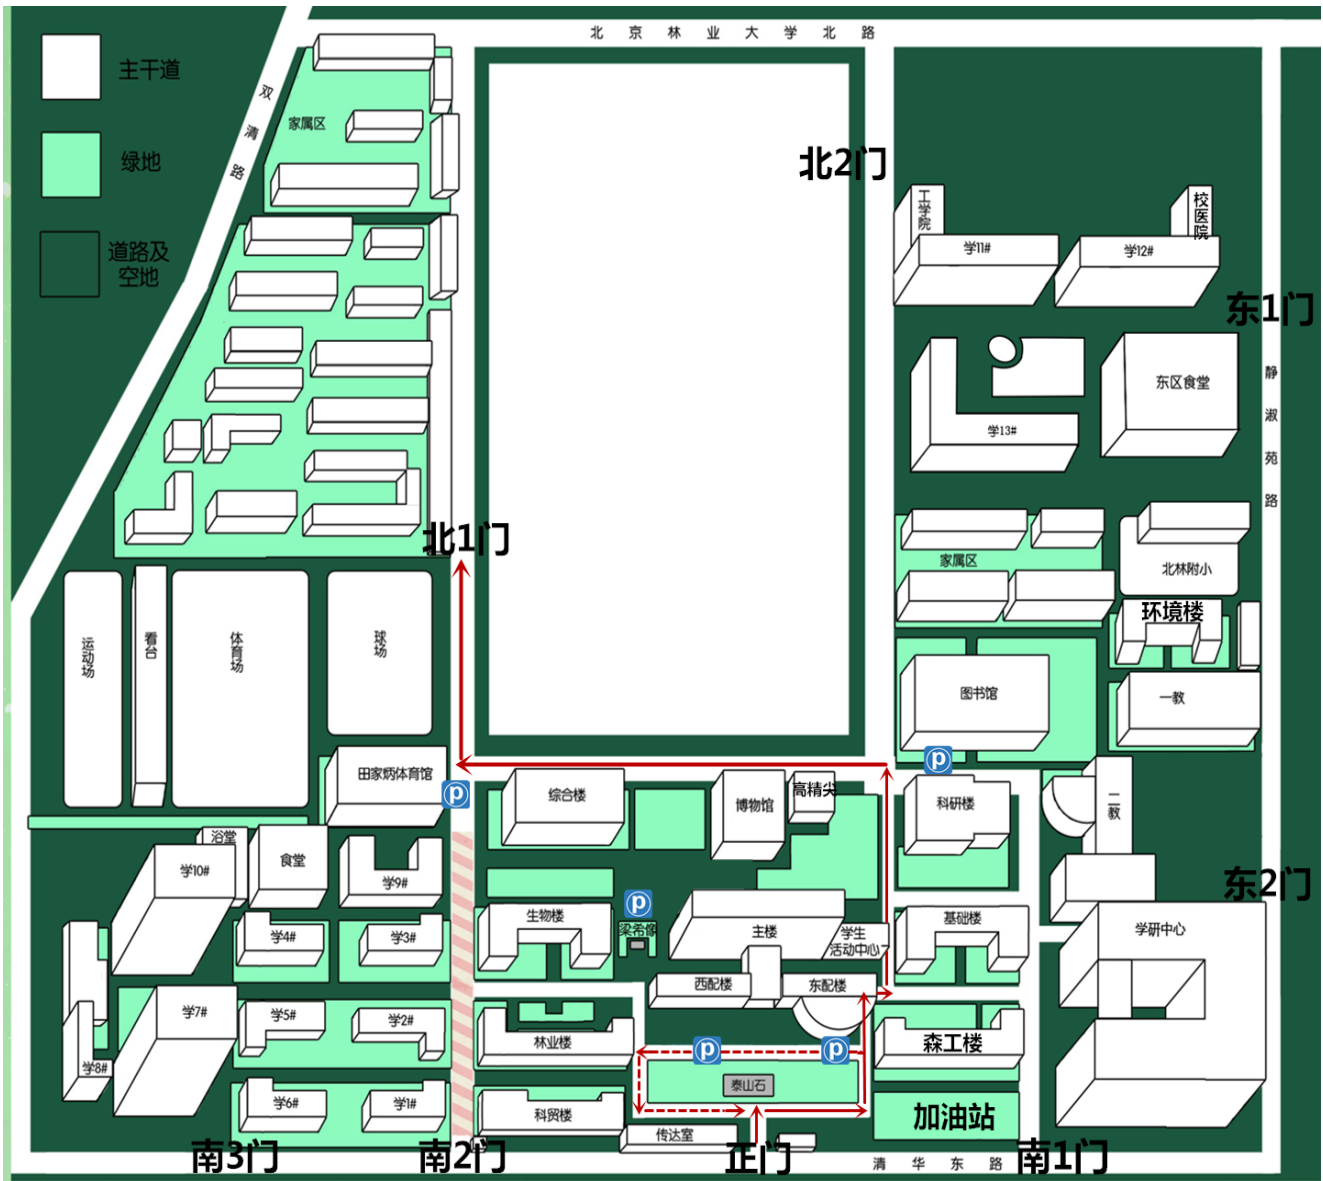 北京林业大学北路
主干道
双清路
家属区
绿地
北2门
工学院
校医院
学11#
学12#
道路及
空地
东1门
静淑苑路
东区食堂
学13#
北1门
家属区
北林附小
环境楼
运动场
看台
体育场
球场
图书馆
一教
P
田家炳体育馆
P
综合楼
博物馆
高精尖
科研楼
二教
浴堂
食堂
学10#
学9#
东2门
P
生物楼
梁希像
主楼
学生
活动中心
基础楼
学研中心
学4#
学3#
西配楼
东配楼
学7#
学5#
学2#
林业楼
P
P
森工楼
学8#
泰山石
学6#
学1#
科贸楼
传达室
加油站
南3门
南2门
正门
清华东路
南1门